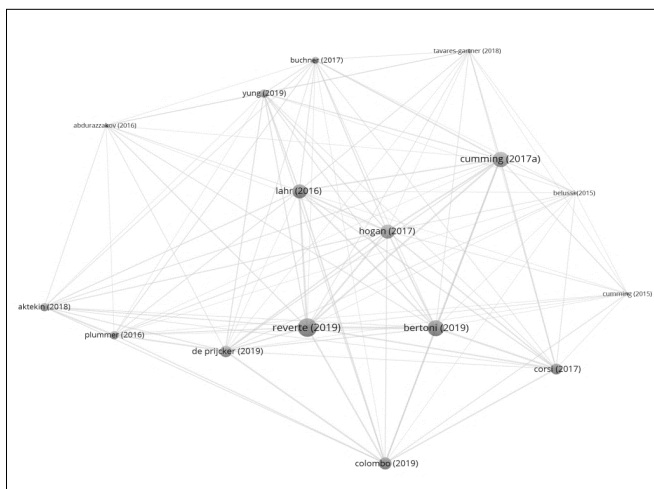 tavares-gartner (2018)
buchner (2017)
yung (2019)
abdurazzakov (2016)
cumming (2017a)
lahr (2016)
belussi (2015)
hogan (2017)
cumming (2015)
aktekin (2018)
reverte (2019)
bertoni (2019)
plummer (2016)
de prijcker (2019)
corsi (2017)
colombo (2019)